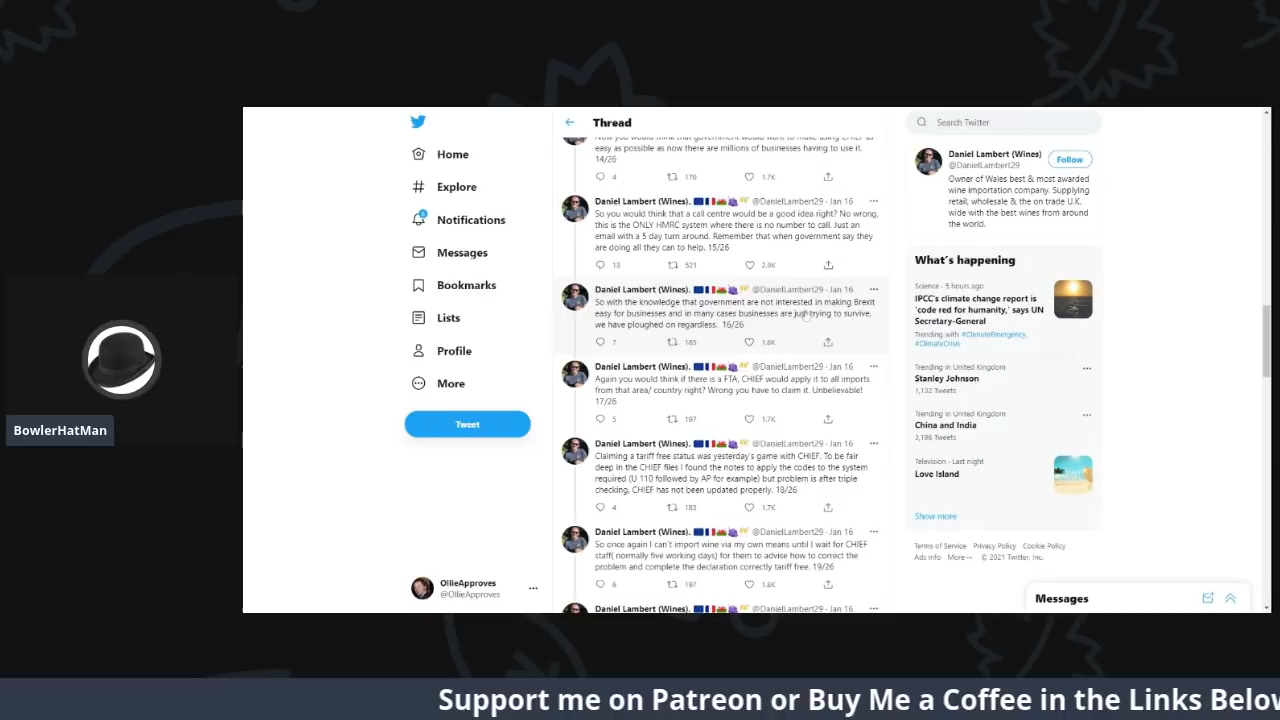 BowlerHatMan
Home
Explore
Notifications
Messages
Bookmarks
Lists
Profile
More
Tweet
OllieApproves
@OllieApproves
Thread
easy as possible as now there are millions of businesses having to use it.
14/26
4 170 1.7K
Daniel Lambert (Wines). @DanielLambert29 · Jan 16
So you would think that a call centre would be a good idea right? No wrong,
this is the ONLY HMRC system where there is no number to call. Just an
email with a 5 day turn around. Remember that when government say they
are doing all they can to help. 15/26
13 521 2.9K
Daniel Lambert (Wines). @DanielLambert29 · Jan 16
So with the knowledge that government are not interested in making Brexit
easy for businesses and in many cases businesses are just trying to survive,
we have ploughed on regardless. 16/26
7 185 1.8K
Daniel Lambert (Wines). @DanielLambert29 · Jan 16
Again you would think if there is a FTA, CHIEF would apply it to all imports
from that area/ country right? Wrong you have to claim it. Unbelievable!
17/26
5 197 1.7K
Daniel Lambert (Wines). @DanielLambert29 · Jan 16
Claiming a tariff free status was yesterday's game with CHIEF. To be fair
deep in the CHIEF files I found the notes to apply the codes to the system
required (U 110 followed by AP for example) but problem is after triple
checking, CHIEF has not been updated properly. 18/26
4 183 1.7K
Daniel Lambert (Wines). @DanielLambert29 · Jan 16
So once again I can't import wine via my own means until I wait for CHIEF
staff( normally five working days) for them to advise how to correct the
problem and complete the declaration correctly tariff free. 19/26
6 197 1.8K
Daniel Lambert (Wines). @DanielLambert29 · Jan 16
Search Twitter
Daniel Lambert (Wines)
@DanielLambert29
Follow
Owner of Wales best & most awarded
wine importation company. Supplying
retail, wholesale & the on trade U.K.
wide with the best wines from around
the world.
What's happening
Science · 5 hours ago
IPCC's climate change report is
'code red for humanity,' says UN
Secretary-General
Trending with #ClimateEmergency,
#ClimateCrisis
Trending in United Kingdom
Stanley Johnson
1,132 Tweets
Trending in United Kingdom
China and India
3,196 Tweets
Television · Last night
Love Island
Show more
Terms of Service Privacy Policy Cookie Policy
Ads info More ··· © 2021 Twitter, Inc.
Messages
Support me on Patreon or Buy Me a Coffee in the Links Below